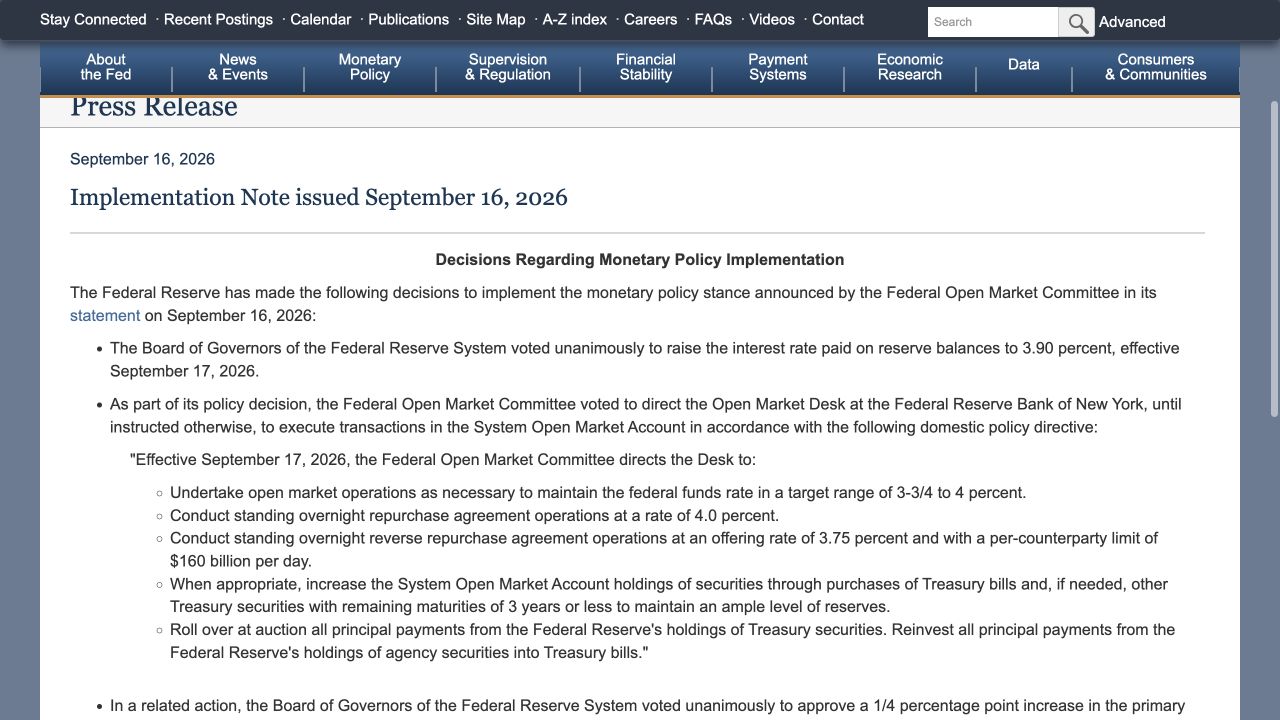 Stay Connected · Recent Postings · Calendar · Publications · Site Map · A-Z index · Careers · FAQs · Videos · Contact
Search
Advanced
About the Fed
News & Events
Monetary Policy
Supervision & Regulation
Financial Stability
Payment Systems
Economic Research
Data
Consumers & Communities
Press Release
September 16, 2026
Implementation Note issued September 16, 2026
Decisions Regarding Monetary Policy Implementation
The Federal Reserve has made the following decisions to implement the monetary policy stance announced by the Federal Open Market Committee in its
statement on September 16, 2026:
• The Board of Governors of the Federal Reserve System voted unanimously to raise the interest rate paid on reserve balances to 3.90 percent, effective
September 17, 2026.
• As part of its policy decision, the Federal Open Market Committee voted to direct the Open Market Desk at the Federal Reserve Bank of New York, until
instructed otherwise, to execute transactions in the System Open Market Account in accordance with the following domestic policy directive:
"Effective September 17, 2026, the Federal Open Market Committee directs the Desk to:
○ Undertake open market operations as necessary to maintain the federal funds rate in a target range of 3-3/4 to 4 percent.
○ Conduct standing overnight repurchase agreement operations at a rate of 4.0 percent.
○ Conduct standing overnight reverse repurchase agreement operations at an offering rate of 3.75 percent and with a per-counterparty limit of
$160 billion per day.
○ When appropriate, increase the System Open Market Account holdings of securities through purchases of Treasury bills and, if needed, other
Treasury securities with remaining maturities of 3 years or less to maintain an ample level of reserves.
○ Roll over at auction all principal payments from the Federal Reserve's holdings of Treasury securities. Reinvest all principal payments from the
Federal Reserve's holdings of agency securities into Treasury bills."
• In a related action, the Board of Governors of the Federal Reserve System voted unanimously to approve a 1/4 percentage point increase in the primary